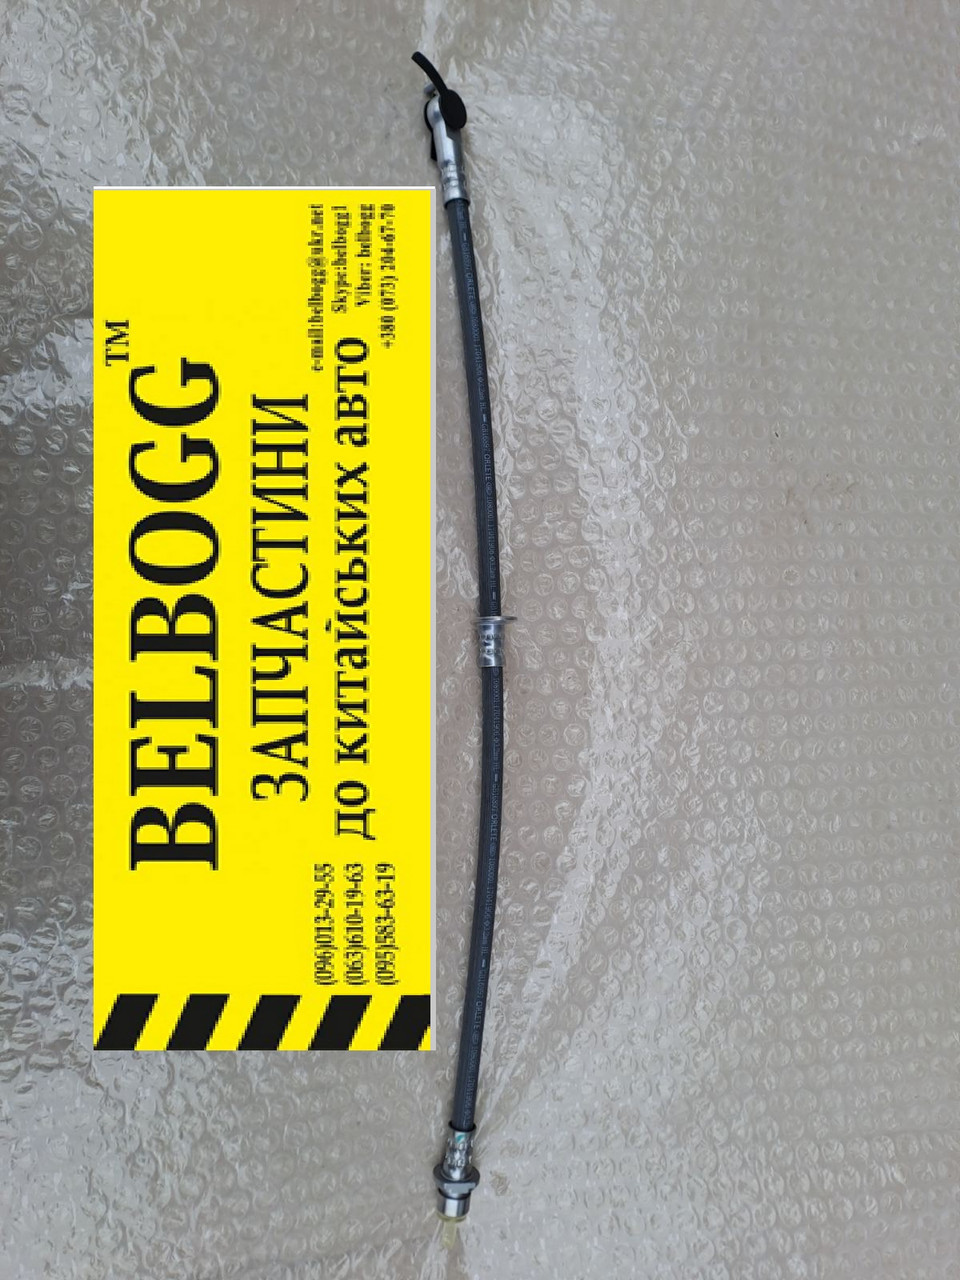 BELBOGG™
ЗАПЧАСТИНИ
до китайських авто
(096)013-29-55
(063)610-19-63
(095)583-63-19
e-mail:belbogg@ukr.net
Skype:belbogg1
Viber: belbogg
+380 (073) 204-67-70